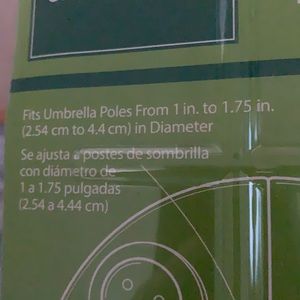 Fits Umbrella Poles From 1 in. to 1.75 in.
(2.54 cm to 4.4 cm) in Diameter
Se ajusta a postes de sombrilla
con diámetro de
1 a 1.75 pulgadas
(2.54 a 4.44 cm)